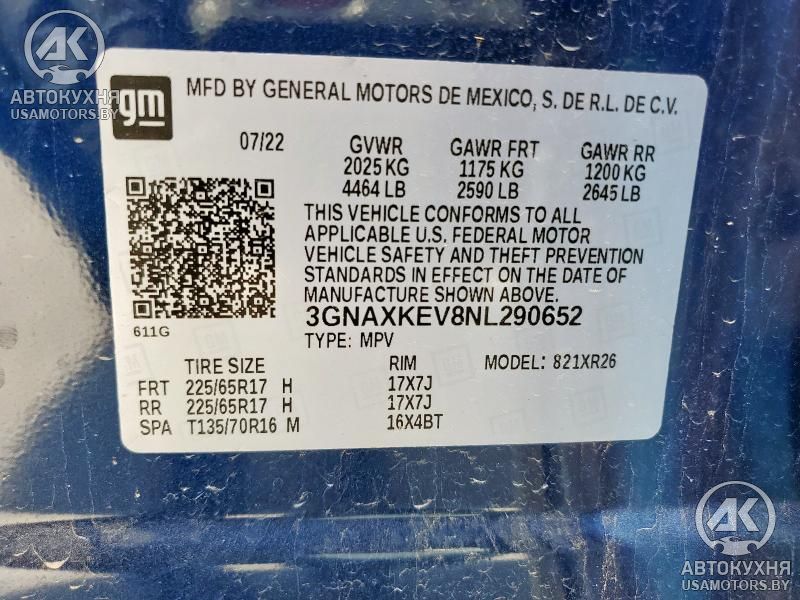 AK
АВТОКУХНЯ
USAMOTORS.BY
gm
MFD BY GENERAL MOTORS DE MEXICO, S. DE R.L. DE C.V.
07/22
GVWR GAWR FRT GAWR RR
2025 KG 1175 KG 1200 KG
4464 LB 2590 LB 2645 LB
THIS VEHICLE CONFORMS TO ALL
APPLICABLE U.S. FEDERAL MOTOR
VEHICLE SAFETY AND THEFT PREVENTION
STANDARDS IN EFFECT ON THE DATE OF
MANUFACTURE SHOWN ABOVE.
3GNAXKEV8NL290652
611G
TYPE: MPV
TIRE SIZE RIM MODEL: 821XR26
FRT 225/65R17 H 17X7J
RR 225/65R17 H 17X7J
SPA T135/70R16 M 16X4BT
AK
АВТОКУХНЯ
USAMOTORS.BY